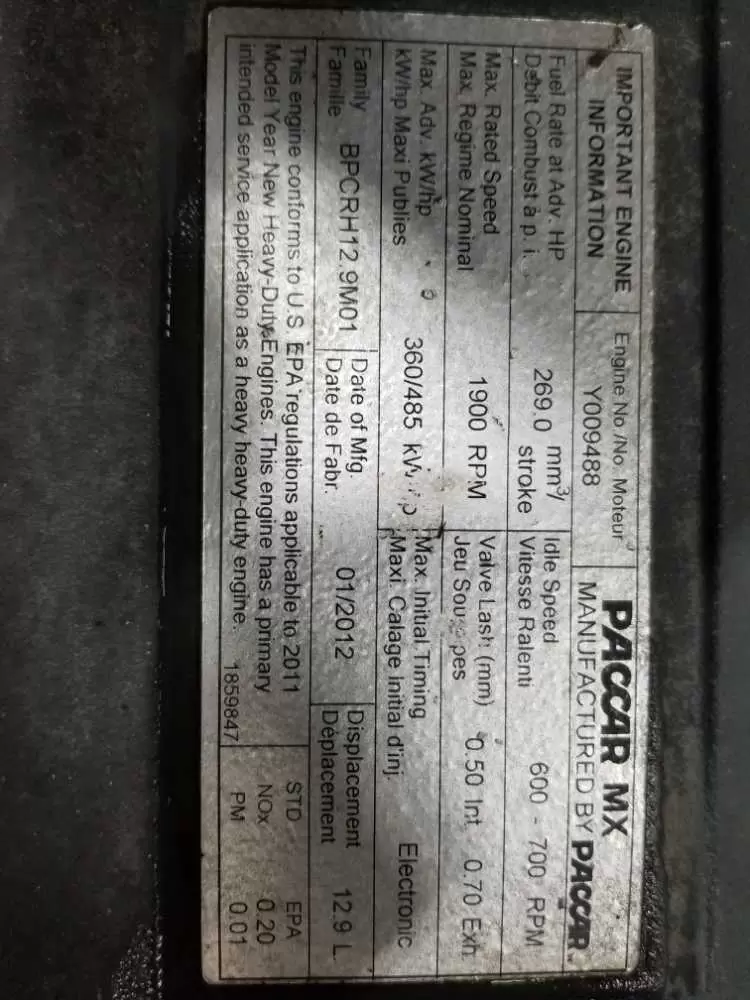 IMPORTANT ENGINE
INFORMATION
Engine No./No. Moteur
Y009488
PACCAR MX
MANUFACTURED BY PACCAR
Fuel Rate at Adv. HP
Débit Combust à p. i.
269.0 mm³/
stroke
Idle Speed
Vitesse Ralenti
600 - 700 RPM
Max. Rated Speed
Max. Regime Nominal
1900 RPM
Valve Lash (mm)
Jeu
0.50 Int 0.70 Exh.
Max. Adv. kW/hp
kW/hp Maxi Publies
360/485
Max. Initial Timing
Maxi. Calage Initial d'inj.
Electronic
Family
Famille
BPCRH12.9M01
Date of Mfg.
Date de Fabr.
01/2012
Displacement
Déplacement
12.9 L
This engine conforms to U.S. EPA regulations applicable to 2011
Model Year New Heavy-Duty Engines. This engine has a primary
intended service application as a heavy heavy-duty engine.
1859847
STD EPA
NOx 0.20
PM 0.01